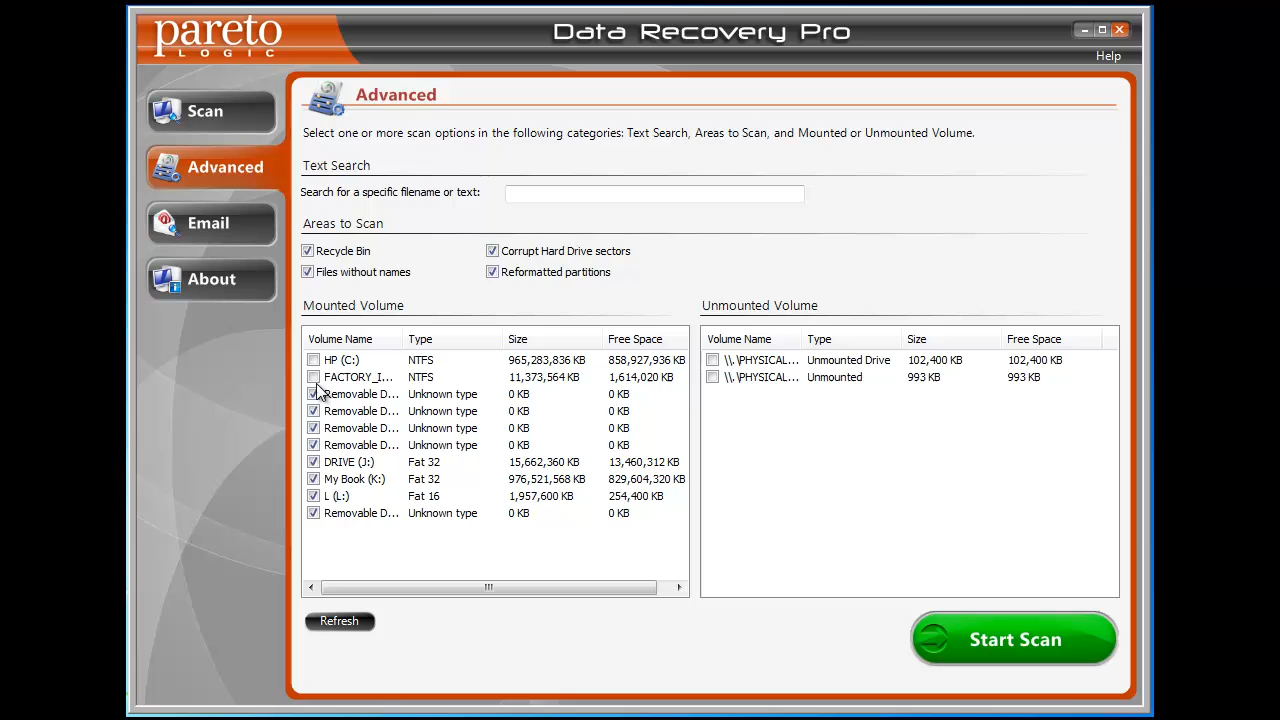 pareto
LOGIC
Data Recovery Pro
Help
Scan
Advanced
Email
About
Advanced
Select one or more scan options in the following categories: Text Search, Areas to Scan, and Mounted or Unmounted Volume.
Text Search
Search for a specific filename or text:
Areas to Scan
Recycle Bin Corrupt Hard Drive sectors
Files without names Reformatted partitions
Mounted Volume
Volume Name Type Size Free Space
HP (C:) NTFS 965,283,836 KB 858,927,936 KB
FACTORY_I... NTFS 11,373,564 KB 1,614,020 KB
Removable D... Unknown type 0 KB 0 KB
Removable D... Unknown type 0 KB 0 KB
Removable D... Unknown type 0 KB 0 KB
Removable D... Unknown type 0 KB 0 KB
DRIVE (J:) Fat 32 15,662,360 KB 13,460,312 KB
My Book (K:) Fat 32 976,521,568 KB 829,604,320 KB
L (L:) Fat 16 1,957,600 KB 254,400 KB
Removable D... Unknown type 0 KB 0 KB
Unmounted Volume
Volume Name Type Size Free Space
\\.\PHYSICAL... Unmounted Drive 102,400 KB 102,400 KB
\\.\PHYSICAL... Unmounted 993 KB 993 KB
Refresh
Start Scan